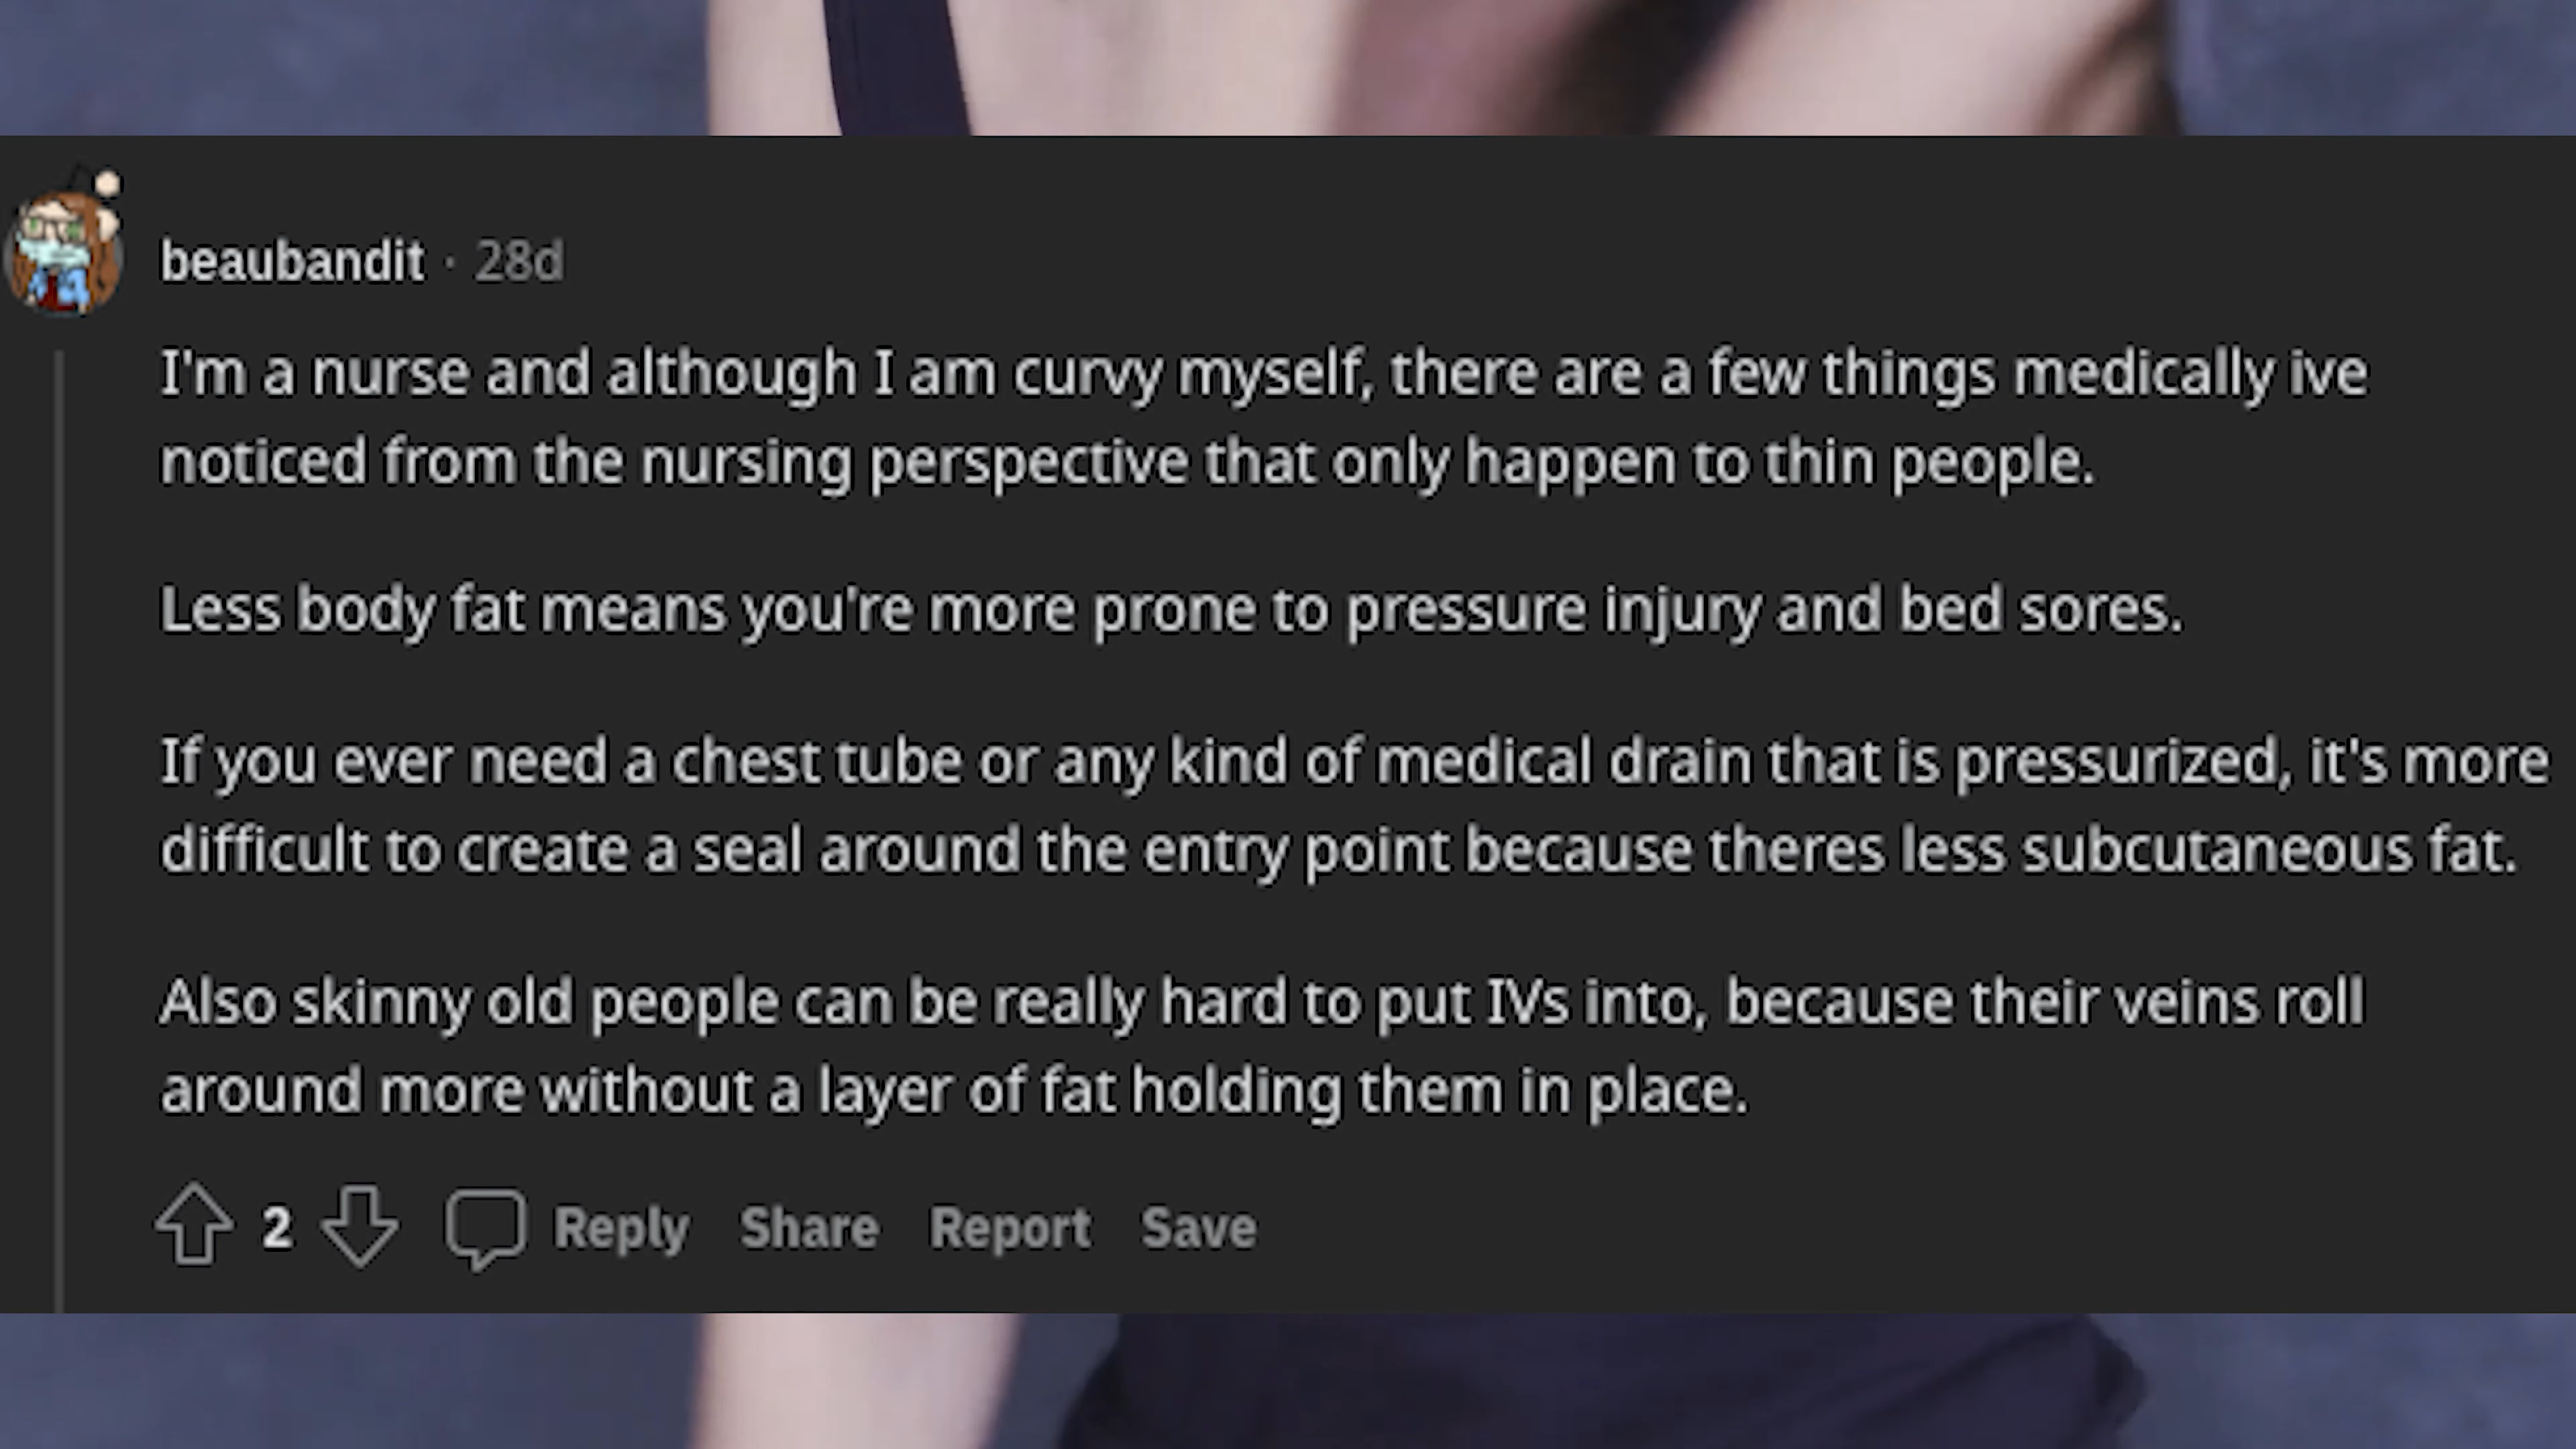 beaubandit · 28d
I'm a nurse and although I am curvy myself, there are a few things medically ive
noticed from the nursing perspective that only happen to thin people.
Less body fat means you're more prone to pressure injury and bed sores.
If you ever need a chest tube or any kind of medical drain that is pressurized, it's more
difficult to create a seal around the entry point because theres less subcutaneous fat.
Also skinny old people can be really hard to put IVs into, because their veins roll
around more without a layer of fat holding them in place.
2 Reply Share Report Save